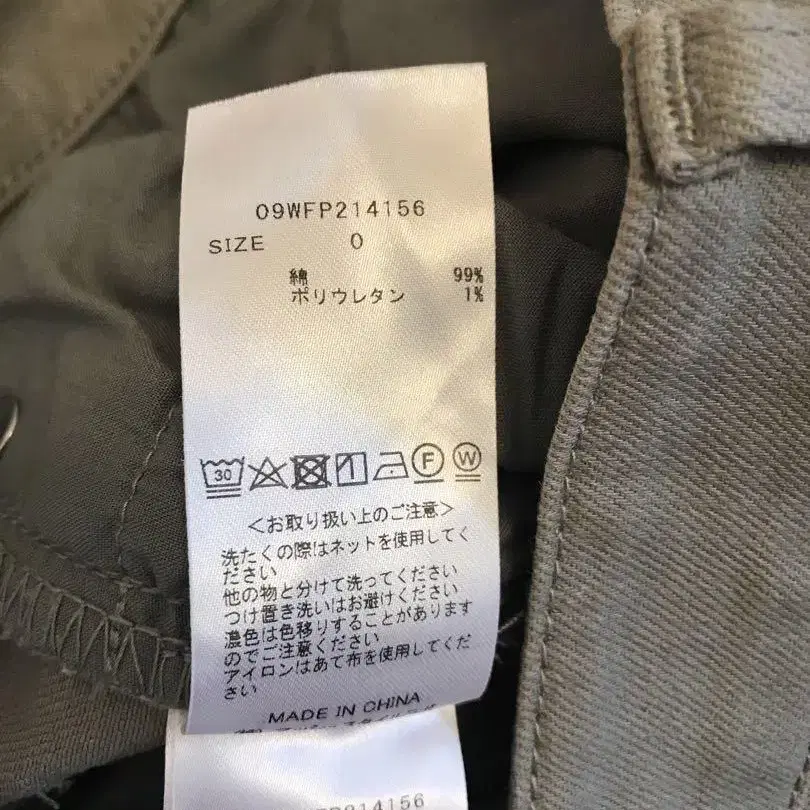 09WFP214156
SIZE 0
綿 99%
ポリウレタン 1%
30 F W
<お取り扱い上のご注意>
洗たくの際はネットを使用してく
ださい
他の物と分けて洗ってください
つけ置き洗いはお避けください
濃色は色移りすることがあります
のでご注意ください
アイロンはあて布を使用してくだ
さい
MADE IN CHINA
WFP214156